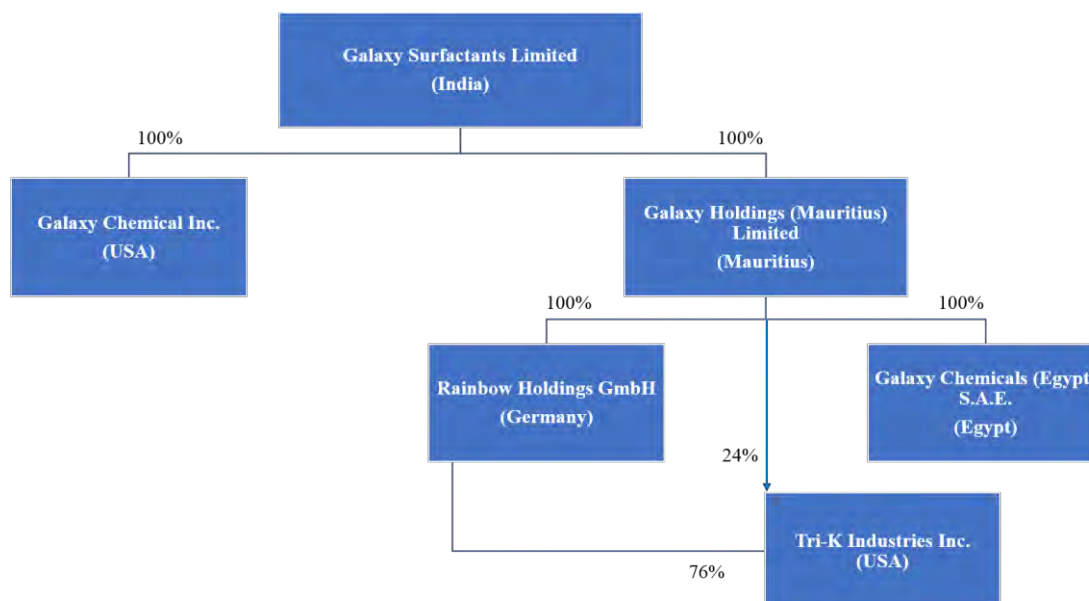 Galaxy Surfactants Limited
(India)
100%
100%
Galaxy Chemical Inc.
(USA)
Galaxy Holdings (Mauritius)
Limited
(Mauritius)
100%
100%
Rainbow Holdings GmbH
(Germany)
Galaxy Chemicals (Egypt
S.A.E.
(Egypt)
24%
Tri-K Industries Inc.
(USA)
76%